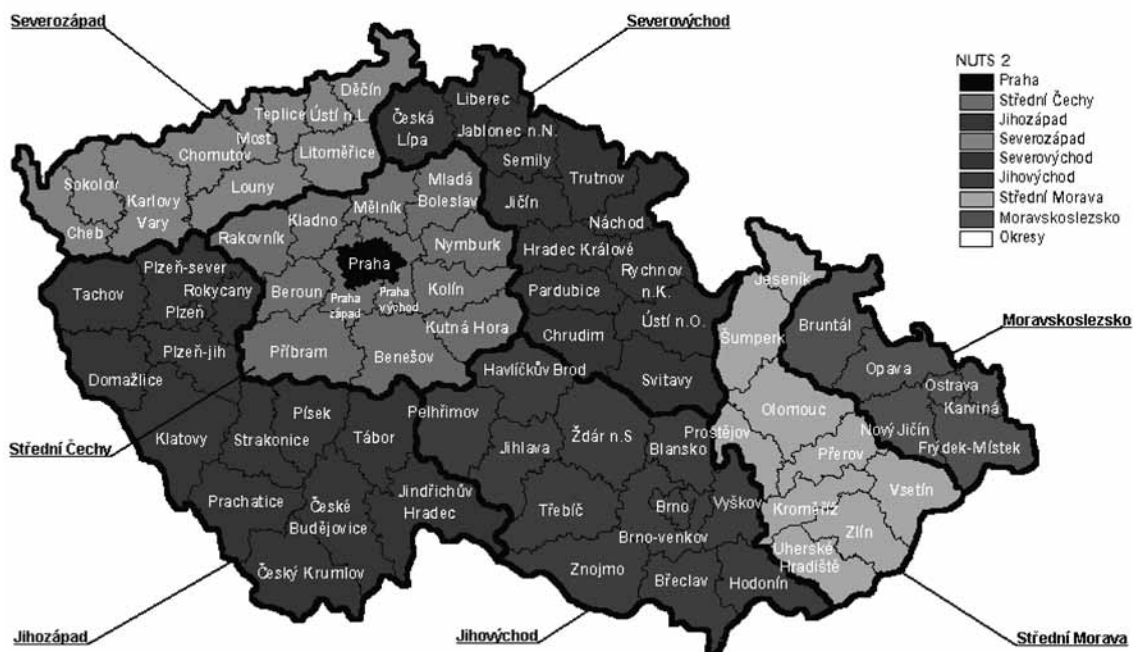 Severozápad
Severovýchod
NUTS 2
Praha
Střední Čechy
Jihozápad
Severozápad
Severovýchod
Jihovýchod
Střední Morava
Moravskoslezsko
Okresy
Děčín
Liberec
Teplice
Ústí n.L.
Česká
Lípa
Jablonec n.N.
Most
Chomutov
Litoměřice
Semily
Trutnov
Sokolov
Louny
Mladá
Boleslav
Karlovy
Vary
Mělník
Jičín
Cheb
Kladno
Náchod
Rakovník
Nymburk
Hradec Králové
Plzeň-sever
Praha
Rychnov
n.K.
Jeseník
Tachov
Rokycany
Beroun
Praha
západ
Praha
východ
Kolín
Pardubice
Plzeň
Ústí n.O.
Bruntál
Moravskoslezsko
Kutná Hora
Chrudim
Šumperk
Plzeň-jih
Příbram
Benešov
Opava
Ostrava
Domažlice
Havlíčkův Brod
Svitavy
Karviná
Olomouc
Písek
Pelhřimov
Klatovy
Strakonice
Tábor
Jihlava
Žďár n.S
Blansko
Prostějov
Nový Jičín
Frýdek-Místek
Střední Čechy
Přerov
Vsetín
Prachatice
České
Budějovice
Jindřichův
Hradec
Třebíč
Brno
Vyškov
Kroměříž
Zlín
Brno-venkov
Uherské
Hradiště
Český Krumlov
Znojmo
Břeclav
Hodonín
Jihozápad
Jihovýchod
Střední Morava